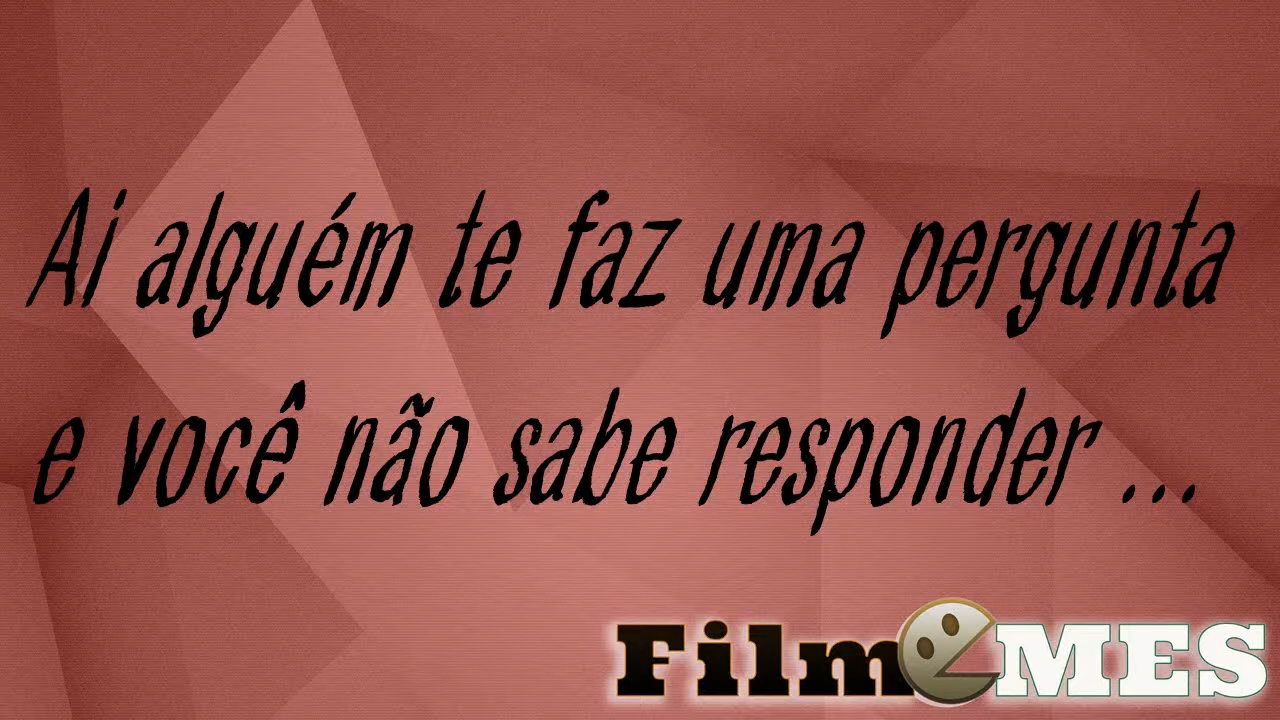 Ai alguém te faz uma pergunta
e você não sabe responder ...
FilmeMES